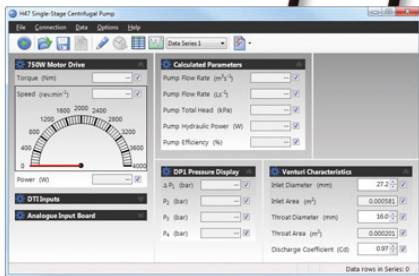 H47 Single-Stage Centrifugal Pump
File Connection Data Options Help
Data Series 1
750W Motor Drive
Torque (Nm) --
Speed (rev.min⁻¹) --
0 400 800 1200 1600 2000 2400 2800 3200 3600 4000
Power (W) --
DTI Inputs
Analogue Input Board
Calculated Parameters
Pump Flow Rate (m³s⁻¹) --
Pump Flow Rate (Ls⁻¹) --
Pump Total Head (kPa) --
Pump Hydraulic Power (W) --
Pump Efficiency (%) --
DP1 Pressure Display
ΔP₁ (bar) --
P₂ (bar) --
P₃ (bar) --
P₄ (bar) --
Venturi Characteristics
Inlet Diameter (mm) 27.2
Inlet Area (m²) 0.000581
Throat Diameter (mm) 16.0
Throat Area (m²) 0.000201
Discharge Coefficient (Cd) 0.97
Data rows in Series: 0